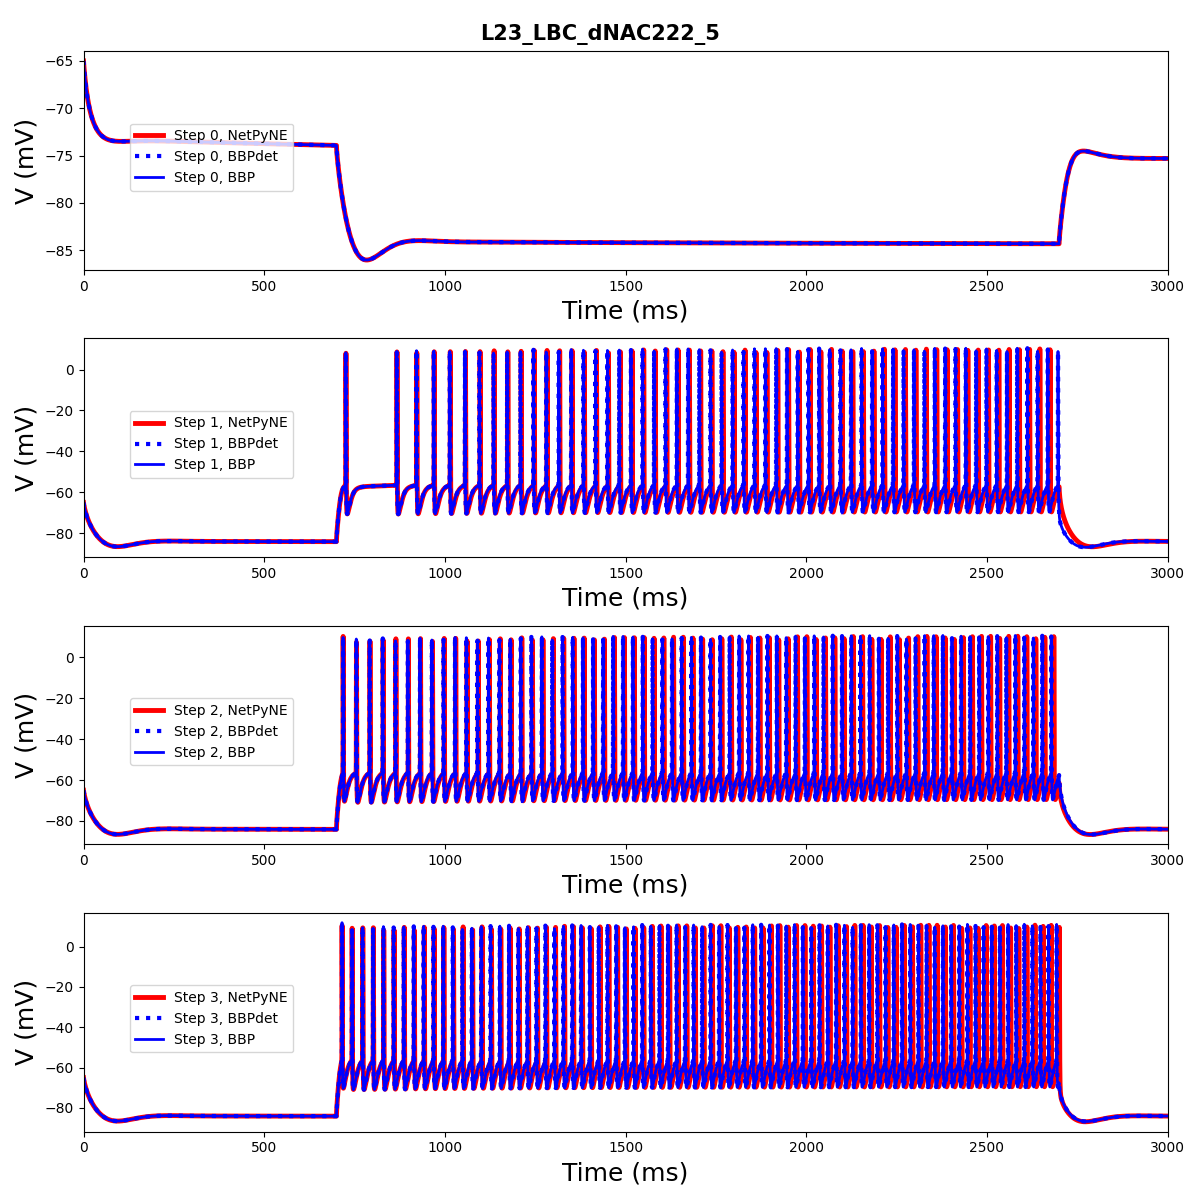 L23_LBC_dNAC222_5
V (mV)
−65
−70
−75
−80
−85
Step 0, NetPyNE
Step 0, BBPdet
Step 0, BBP
0 500 1000 1500 2000 2500 3000
Time (ms)
V (mV)
0
−20
−40
−60
−80
Step 1, NetPyNE
Step 1, BBPdet
Step 1, BBP
0 500 1000 1500 2000 2500 3000
Time (ms)
V (mV)
0
−20
−40
−60
−80
Step 2, NetPyNE
Step 2, BBPdet
Step 2, BBP
0 500 1000 1500 2000 2500 3000
Time (ms)
V (mV)
0
−20
−40
−60
−80
Step 3, NetPyNE
Step 3, BBPdet
Step 3, BBP
0 500 1000 1500 2000 2500 3000
Time (ms)